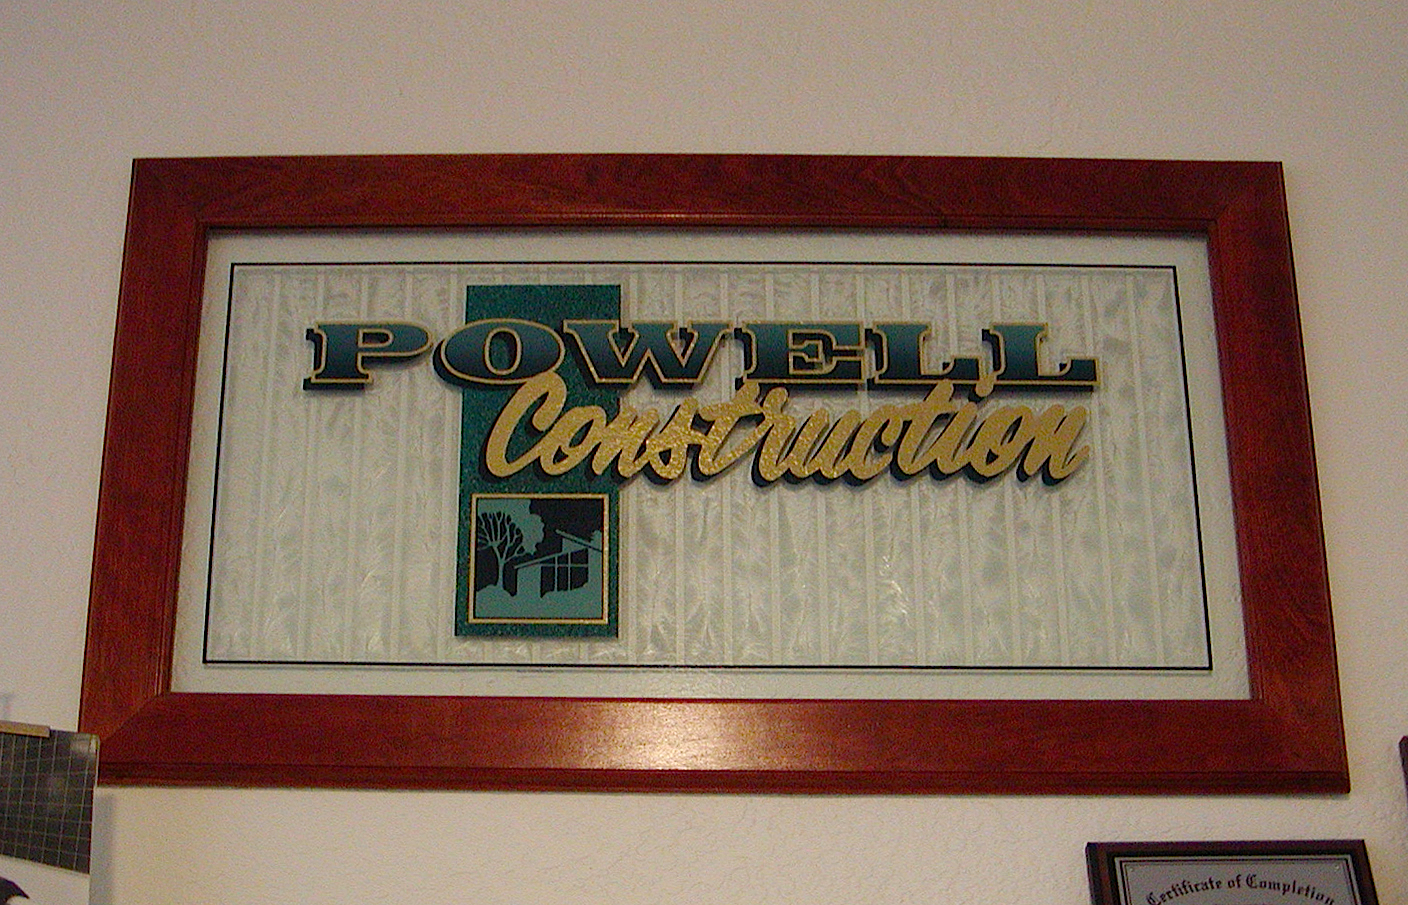 POWELL
Construction
Certificate of Completion